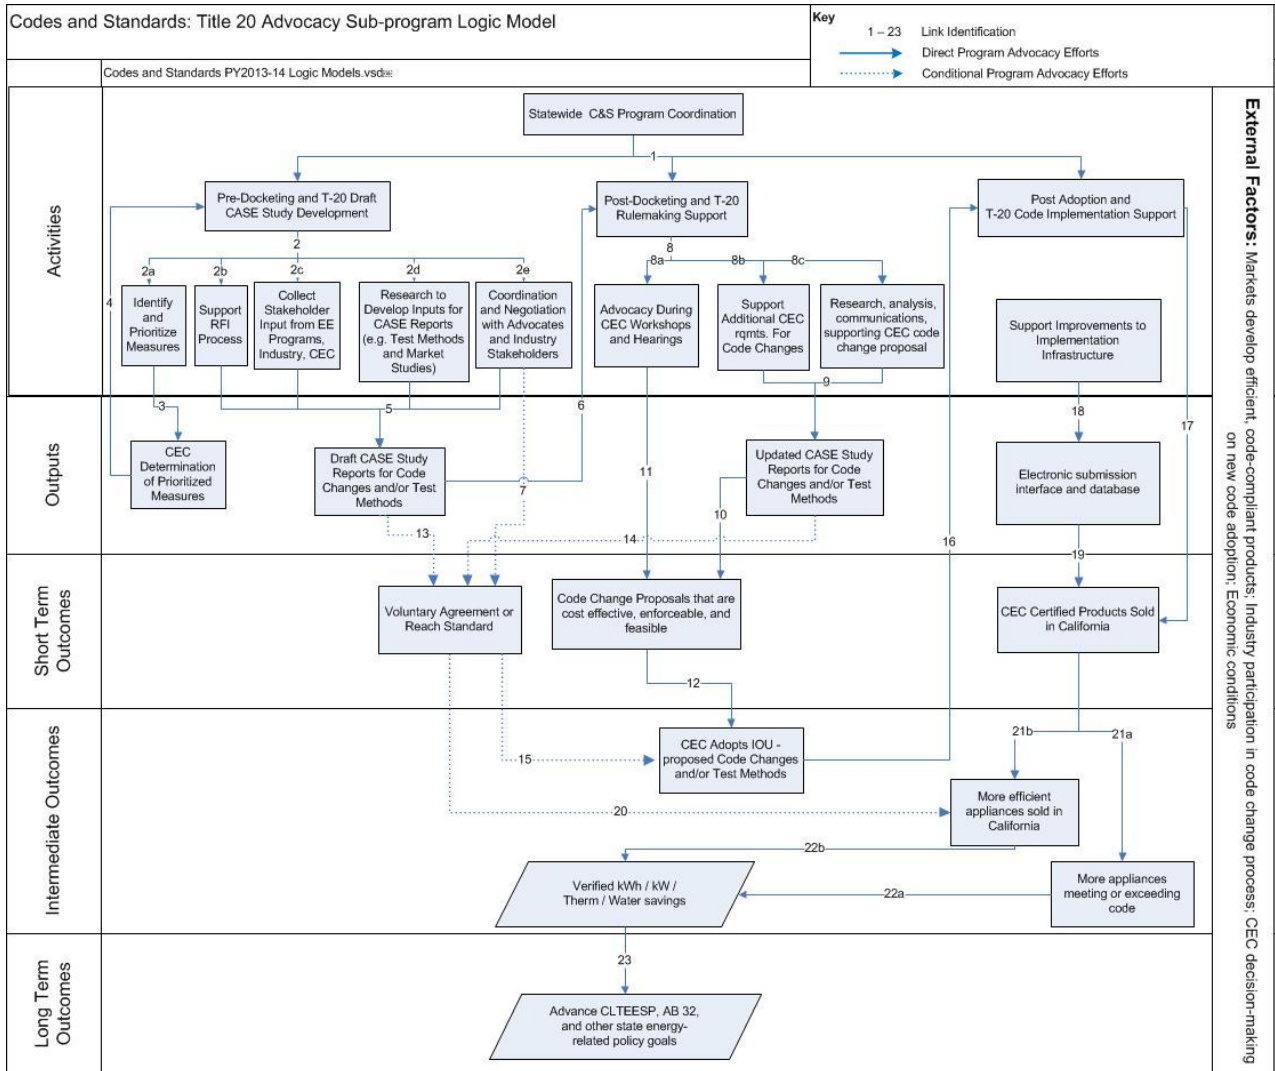 Codes and Standards: Title 20 Advocacy Sub-program Logic Model
Key
1 – 23 Link Identification
Direct Program Advocacy Efforts
Conditional Program Advocacy Efforts
Codes and Standards PY2013-14 Logic Models.vsd
Activities
Statewide C&S Program Coordination
1
Pre-Docketing and T-20 Draft
CASE Study Development
Post-Docketing and T-20
Rulemaking Support
Post Adoption and
T-20 Code Implementation Support
2
8
2a
2b
2c
2d
2e
8a
8b
8c
4
Identify
and
Prioritize
Measures
Support
RFI
Process
Collect
Stakeholder
Input from EE
Programs,
Industry, CEC
Research to
Develop Inputs for
CASE Reports
(e.g. Test Methods
and Market
Studies)
Coordination
and Negotiation
with Advocates
and Industry
Stakeholders
Advocacy During
CEC Workshops
and Hearings
Support
Additional CEC
rqmts. For
Code Changes
Research, analysis,
communications,
supporting CEC code
change proposal
Support Improvements to
Implementation
Infrastructure
9
Outputs
3
5
6
18
17
CEC
Determination
of Prioritized
Measures
Draft CASE Study
Reports for Code
Changes and/or Test
Methods
7
11
Updated CASE Study
Reports for Code
Changes and/or Test
Methods
Electronic submission
interface and database
10
13
14
16
19
Short Term
Outcomes
Voluntary Agreement or
Reach Standard
Code Change Proposals that are
cost effective, enforceable, and
feasible
CEC Certified Products Sold
in California
12
Intermediate Outcomes
21b
21a
15
CEC Adopts IOU -
proposed Code Changes
and/or Test Methods
20
More efficient
appliances sold in
California
22b
Verified kWh / kW /
Therm / Water savings
22a
More appliances
meeting or exceeding
code
Long Term
Outcomes
23
Advance CLTEESP, AB 32,
and other state energy-
related policy goals
External Factors: Markets develop efficient, code-compliant products; Industry participation in code change process; CEC decision-making
on new code adoption; Economic conditions